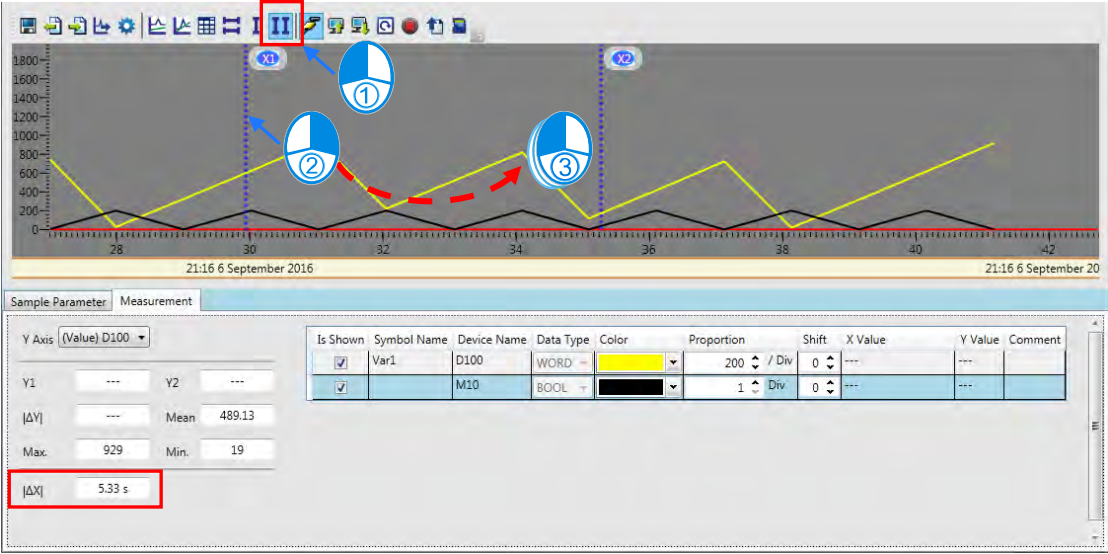 II
X1 X2
1800
1600
1400
1200
1000
800
600
400
200
0
①
②
③
28 30 32 34 36 38 40 42
21:16 6 September 2016 21:16 6 September 20
Sample Parameter Measurement
Y Axis (Value) D100
Is Shown Symbol Name Device Name Data Type Color Proportion Shift X Value Y Value Comment
Var1 D100 WORD 200 / Div 0 --- ---
M10 BOOL 1 Div 0 --- ---
Y1 --- Y2 ---
|ΔY| --- Mean 489.13
Max. 929 Min. 19
|ΔX| 5.33 s